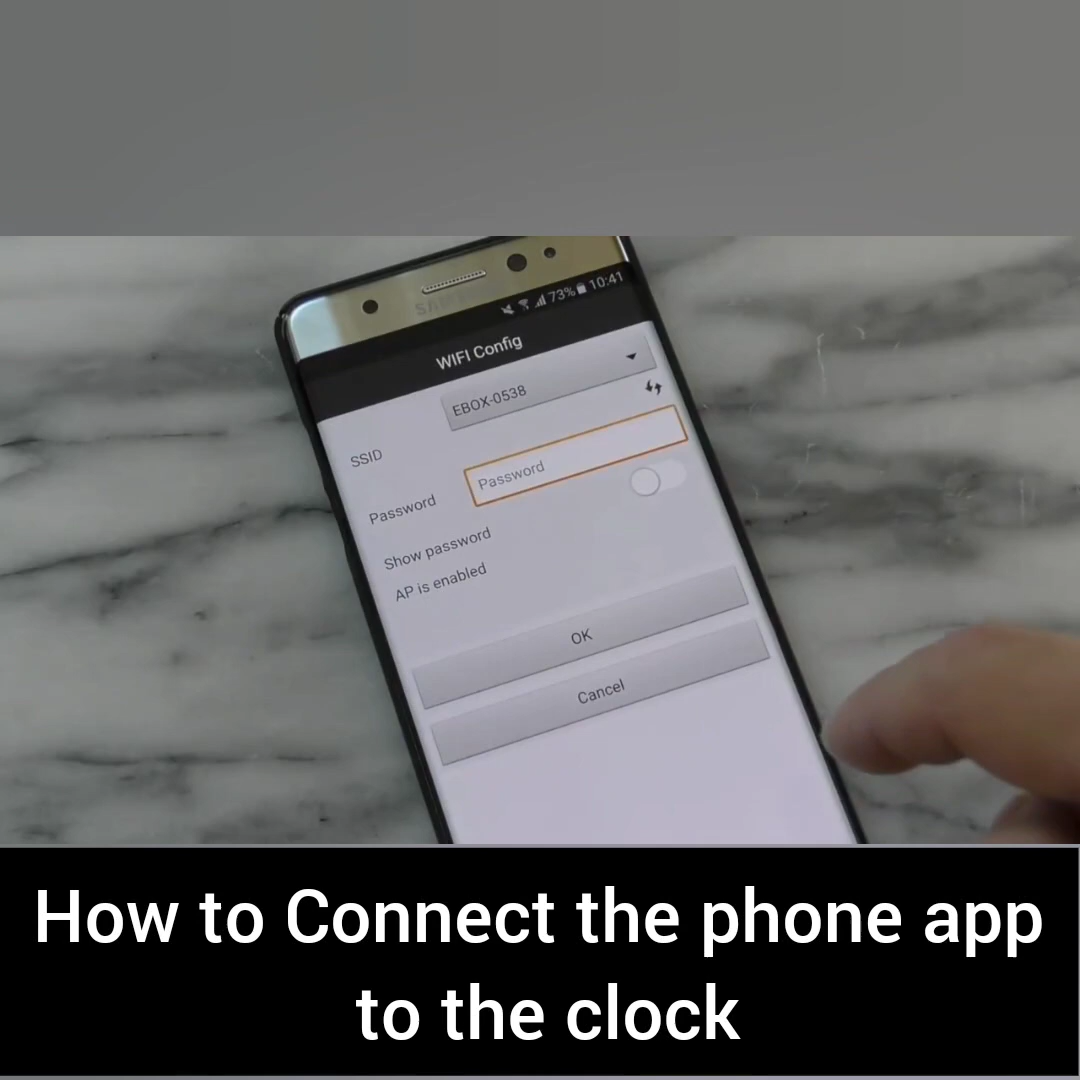 SAMSUNG
73% 10:41
WIFI Config
EBOX-0538
SSID
Password
Password
Show password
AP is enabled
OK
Cancel
How to Connect the phone app
to the clock